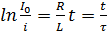 ln I₀/i = R/L t = t/τ